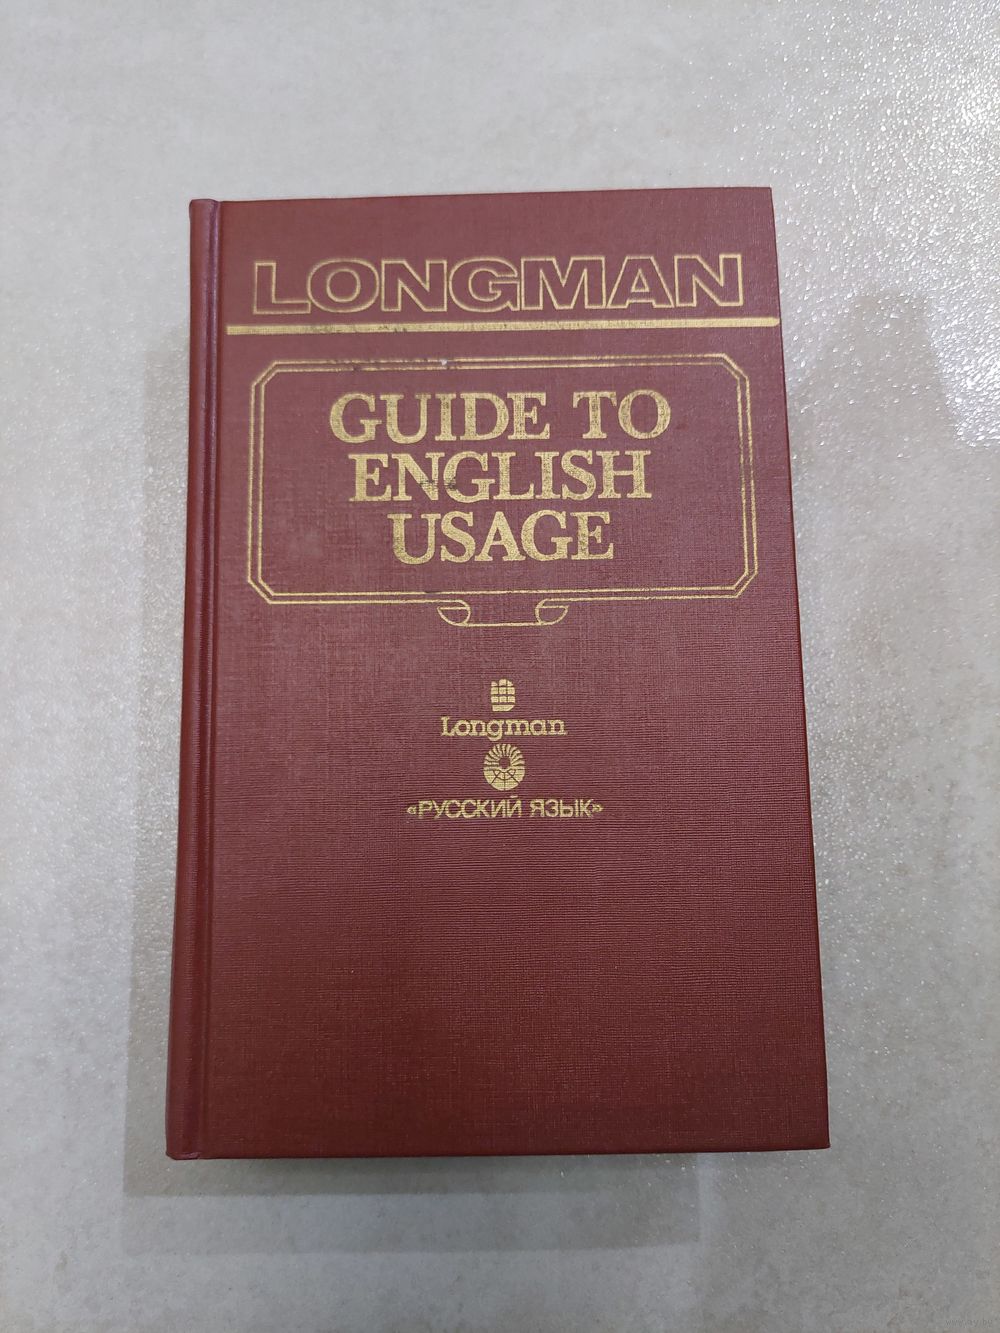 LONGMAN
GUIDE TO
ENGLISH
USAGE
Longman
«РУССКИЙ ЯЗЫК»